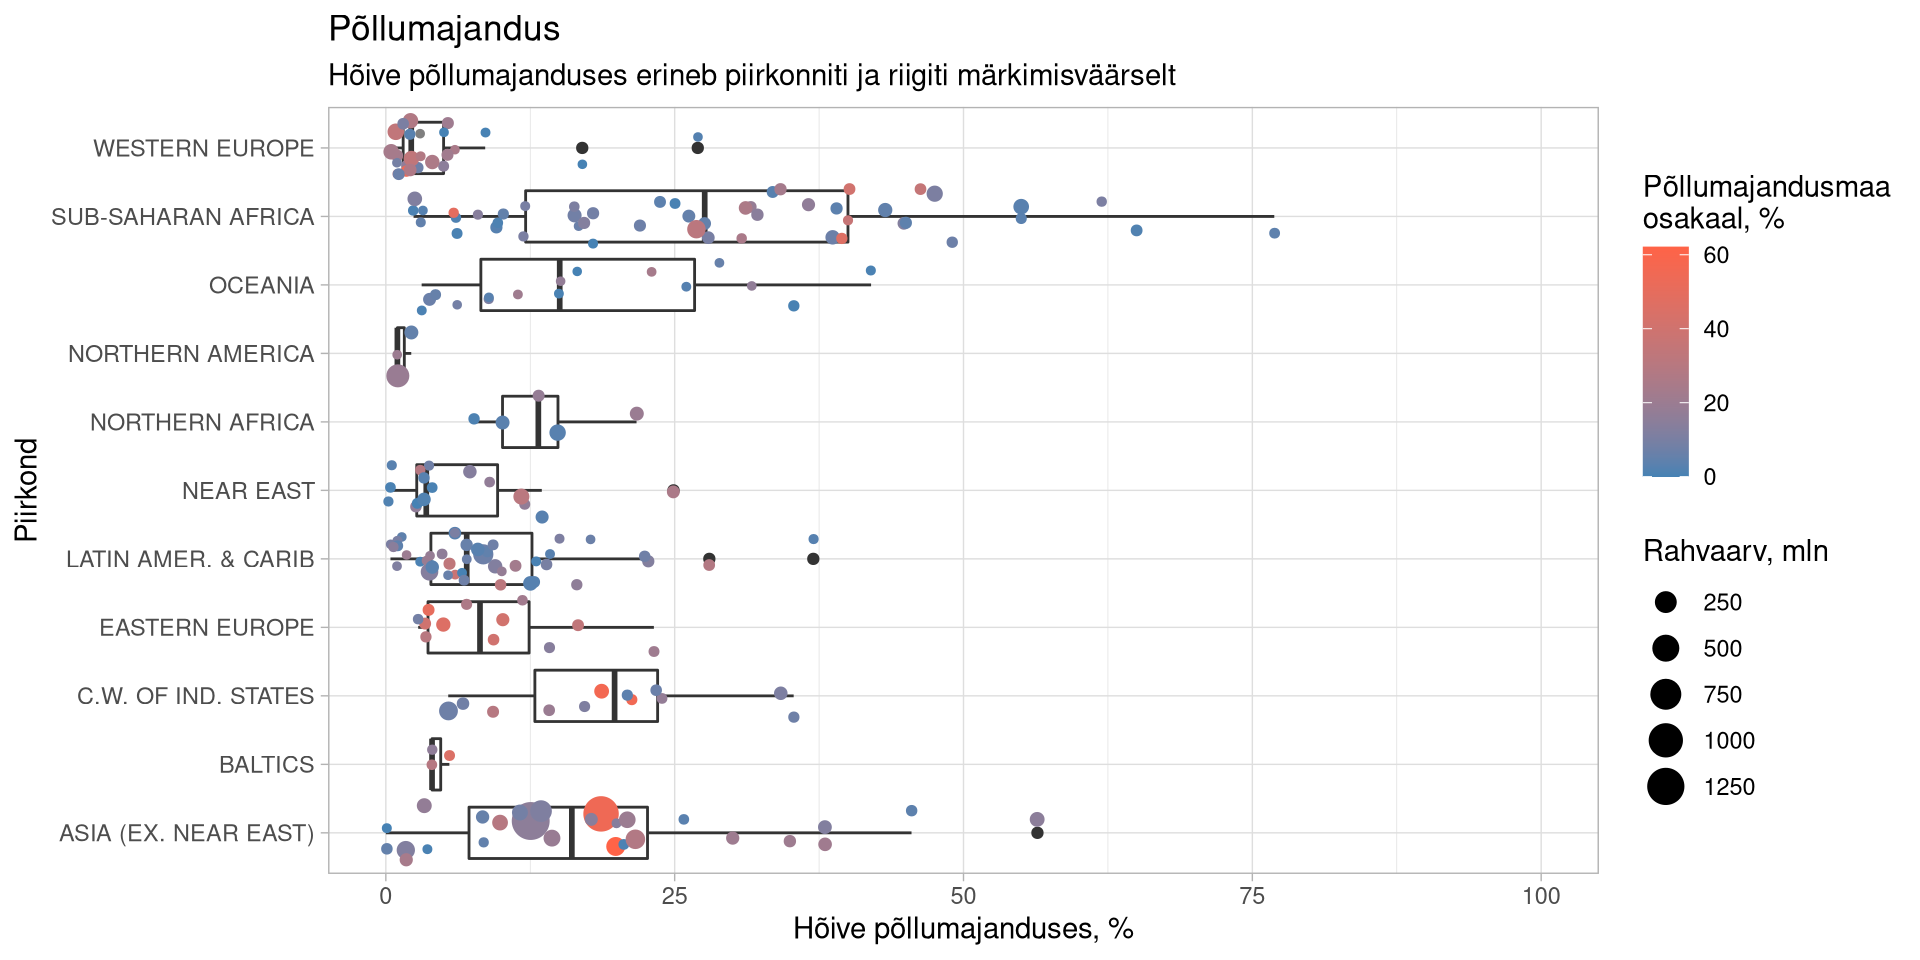 Põllumajandus
Hõive põllumajanduses erineb piirkonniti ja riigiti märkimisväärselt
Piirkond
WESTERN EUROPE
SUB-SAHARAN AFRICA
OCEANIA
NORTHERN AMERICA
NORTHERN AFRICA
NEAR EAST
LATIN AMER. & CARIB
EASTERN EUROPE
C.W. OF IND. STATES
BALTICS
ASIA (EX. NEAR EAST)
0 25 50 75 100
Hõive põllumajanduses, %
Põllumajandusmaa
osakaal, %
60
40
20
0
Rahvaarv, mln
250
500
750
1000
1250